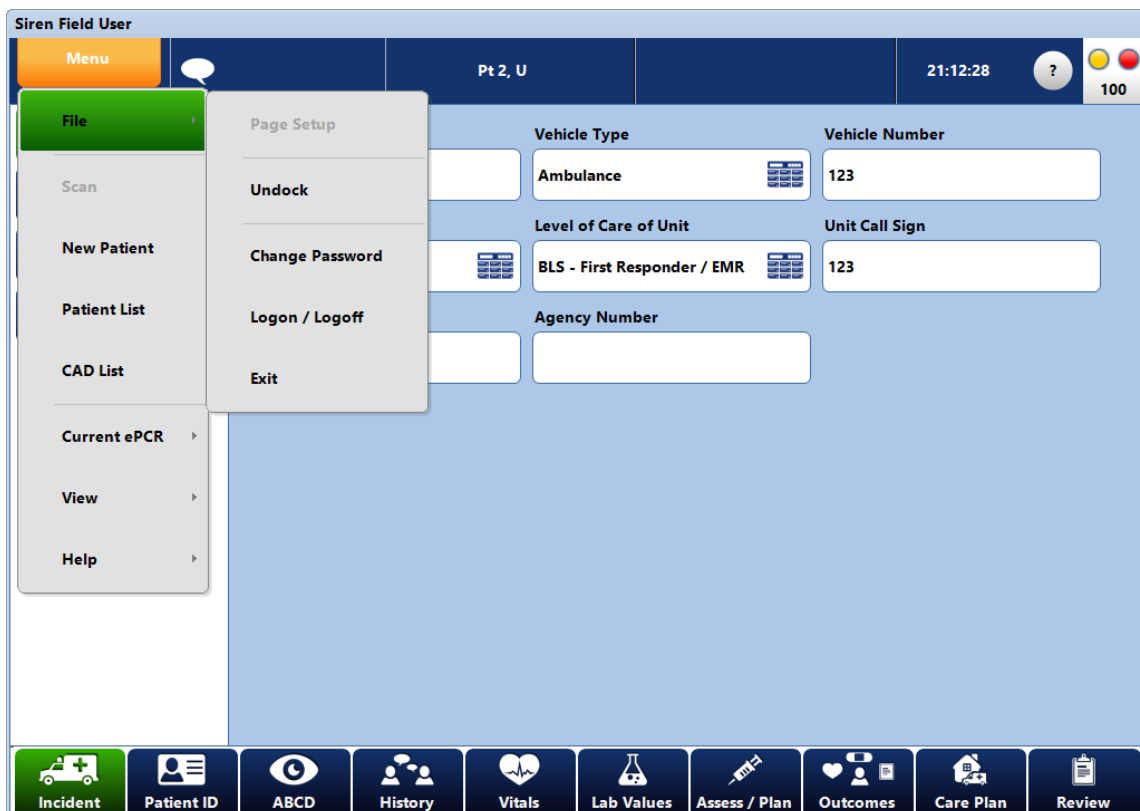 Siren Field User
Menu
Pt 2, U
21:12:28
?
100
File
Scan
New Patient
Patient List
CAD List
Current ePCR
View
Help
Page Setup
Undock
Change Password
Logon / Logoff
Exit
Vehicle Type
Vehicle Number
Ambulance
123
Level of Care of Unit
Unit Call Sign
BLS - First Responder / EMR
123
Agency Number
Incident
Patient ID
ABCD
History
Vitals
Lab Values
Assess / Plan
Outcomes
Care Plan
Review